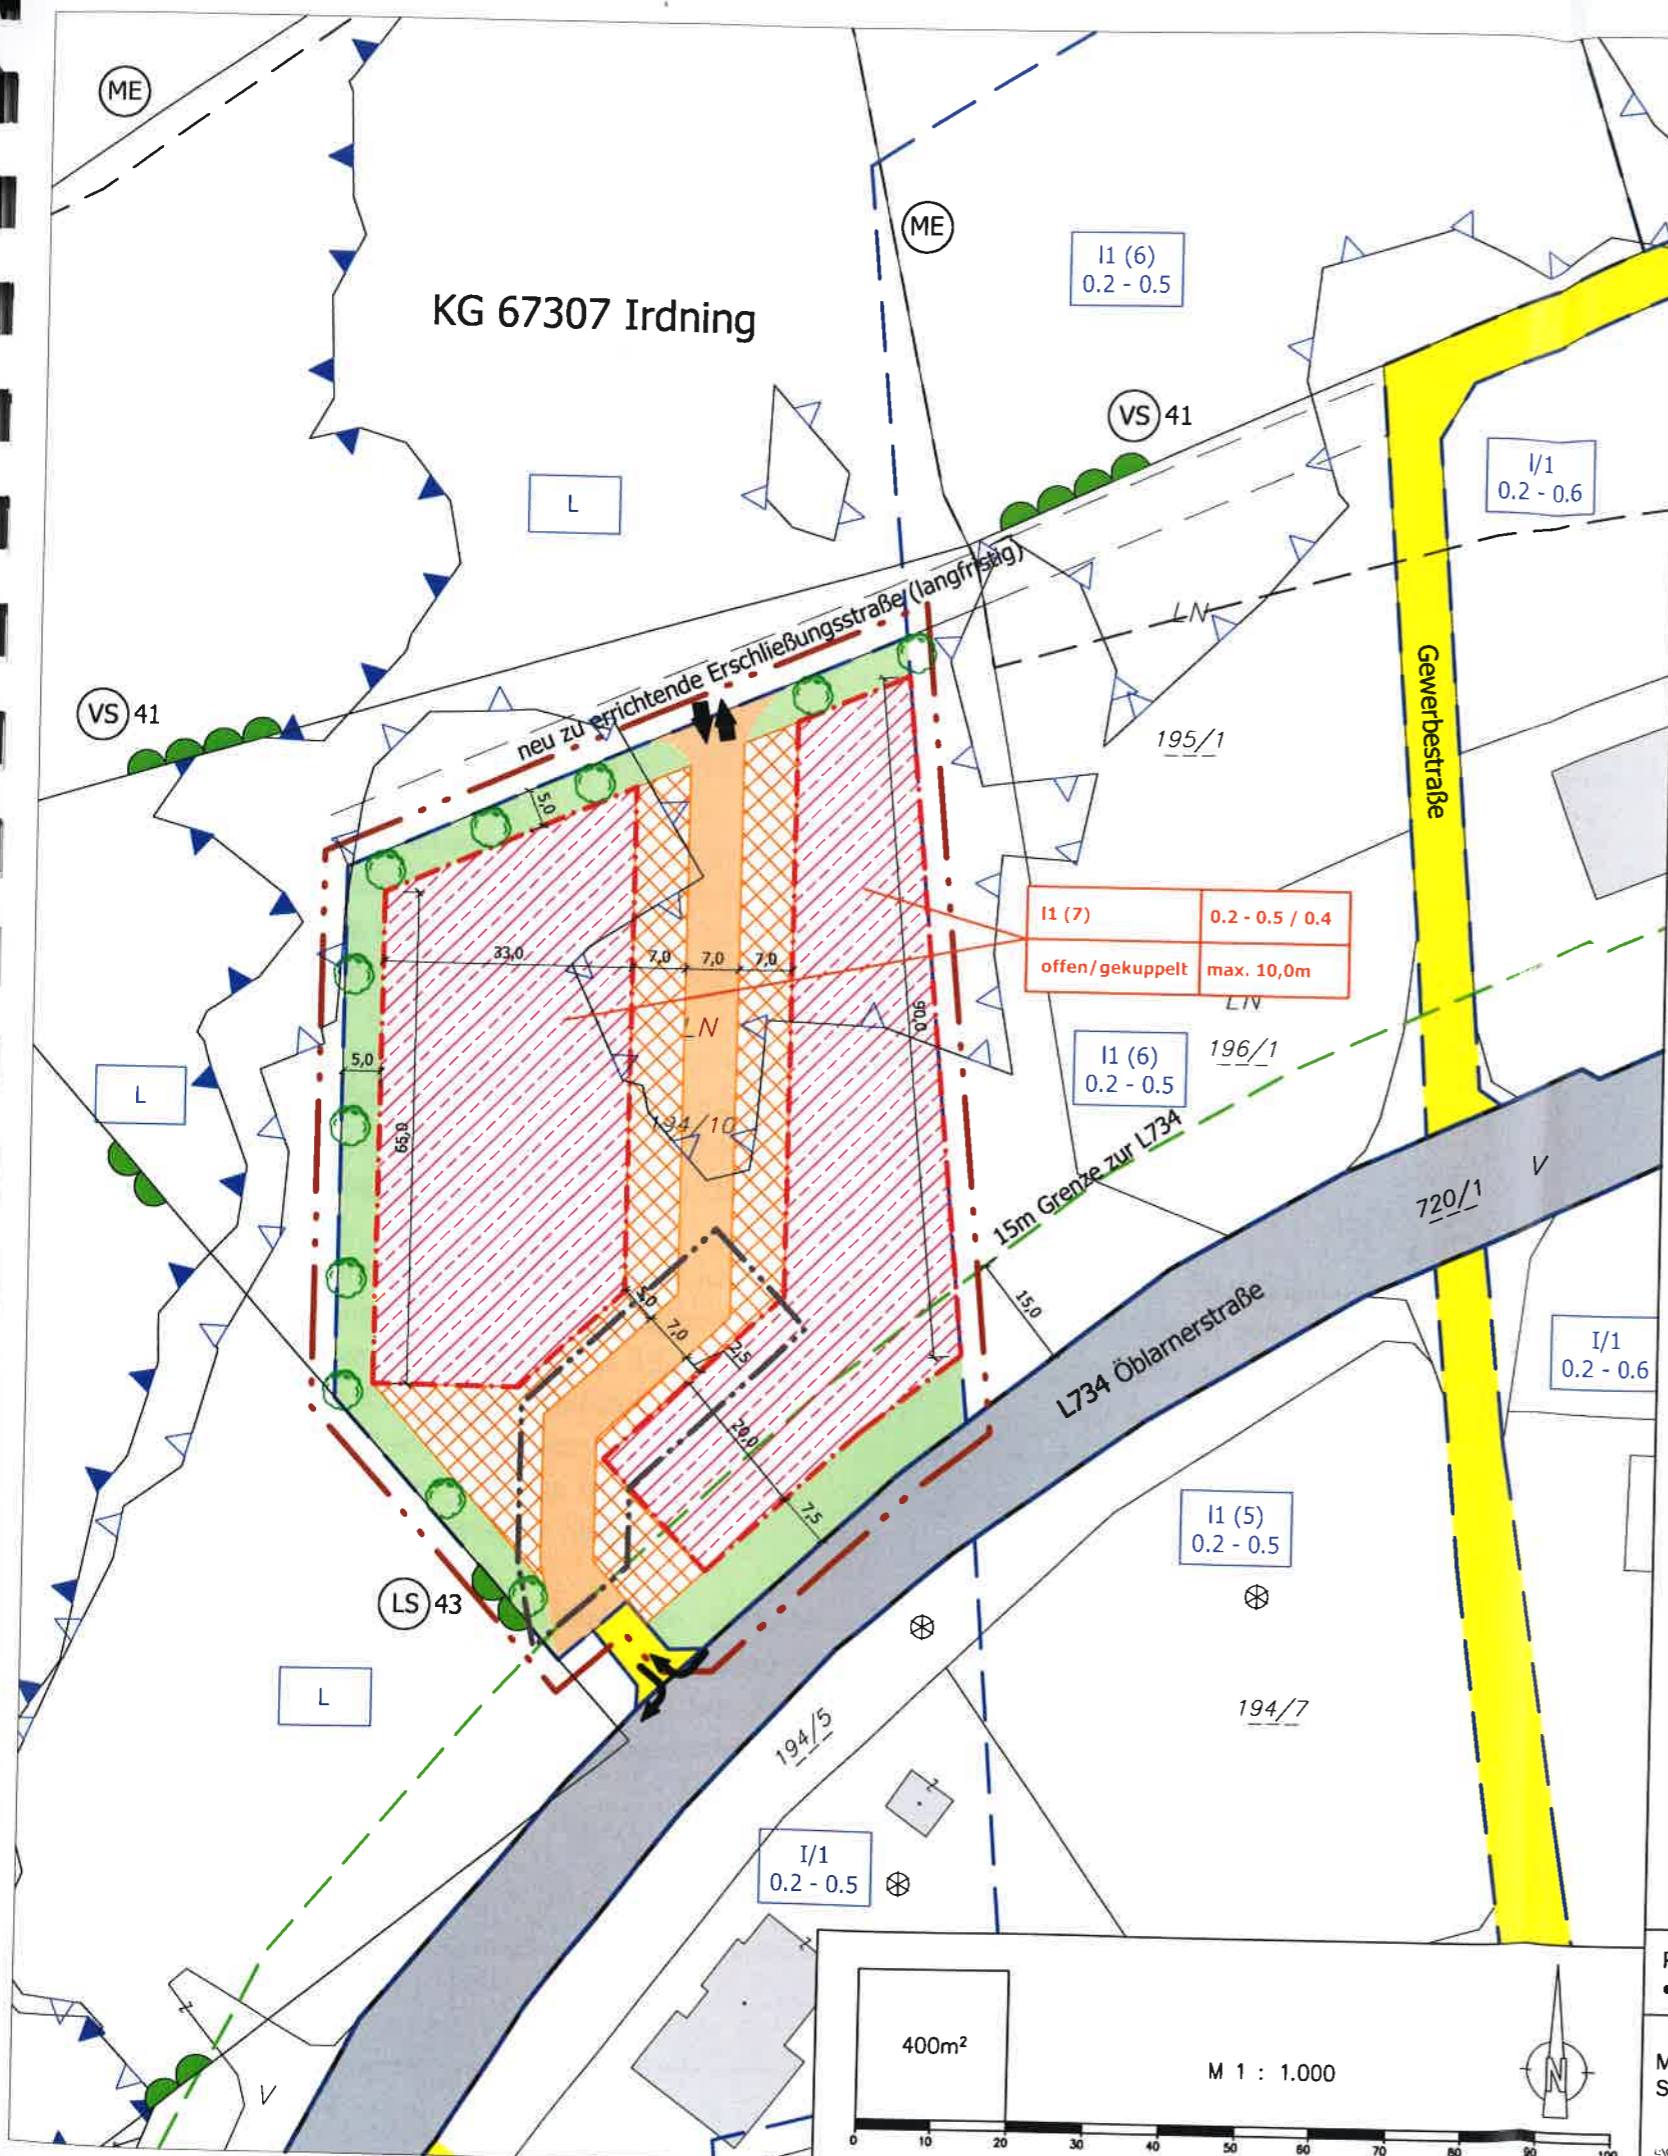 ME
ME
I1 (6)
0.2 - 0.5
KG 67307 Irdning
VS 41
I/1
0.2 - 0.6
L
neu zu errichtende Erschließungsstraße (langfristig)
LN
VS 41
195/1
Gewerbestraße
5,0
I1 (7)
0.2 - 0.5 / 0.4
offen/gekuppelt
max. 10,0m
33,0
7,0
7,0
7,0
90,0
LN
LN
196/1
I1 (6)
0.2 - 0.5
5,0
L
65,0
194/10
15m Grenze zur L734
V
720/1
5,0
7,0
2,5
15,0
L734 Öblarnerstraße
I/1
0.2 - 0.6
20,0
7,5
I1 (5)
0.2 - 0.5
LS 43
L
194/5
194/7
I/1
0.2 - 0.5
V
400m²
M 1 : 1.000
N
0 10 20 30 40 50 60 70 80 90 100